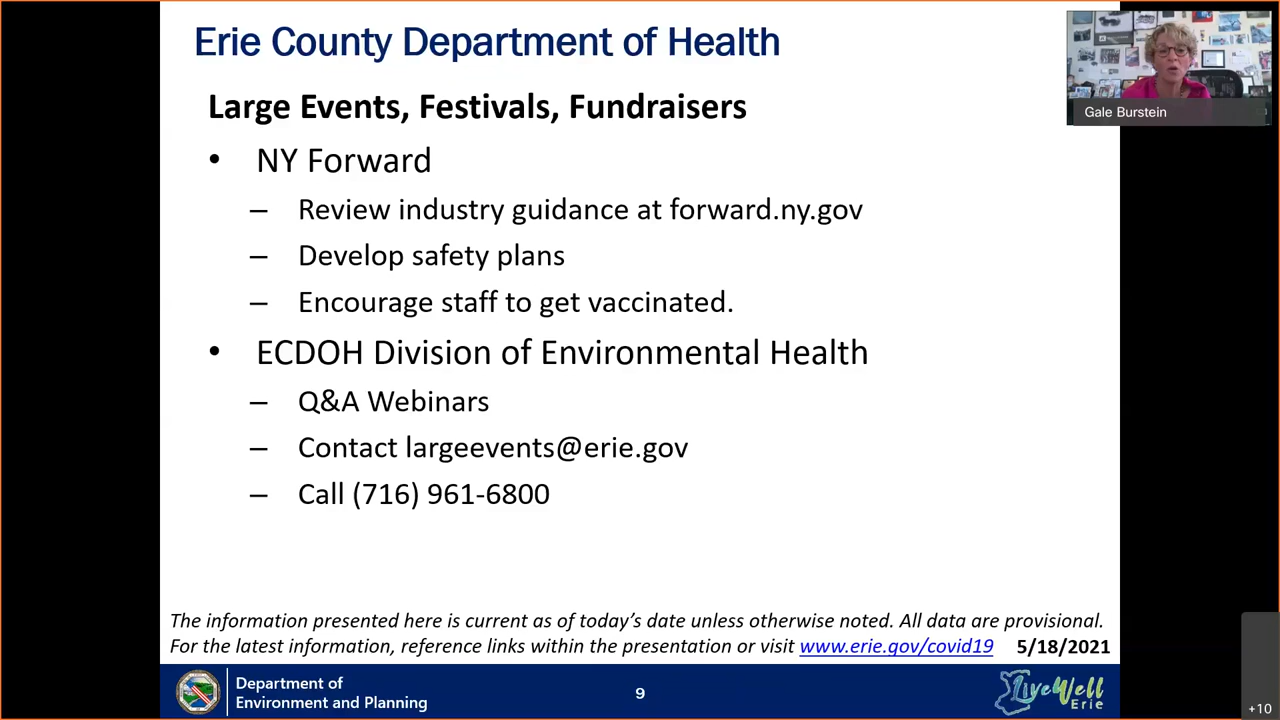 Erie County Department of Health
Gale Burstein
Large Events, Festivals, Fundraisers
• NY Forward
– Review industry guidance at forward.ny.gov
– Develop safety plans
– Encourage staff to get vaccinated.
• ECDOH Division of Environmental Health
– Q&A Webinars
– Contact largeevents@erie.gov
– Call (716) 961-6800
The information presented here is current as of today's date unless otherwise noted. All data are provisional.
For the latest information, reference links within the presentation or visit www.erie.gov/covid19 5/18/2021
Department of
Environment and Planning
9
LiveWell
Erie
+10